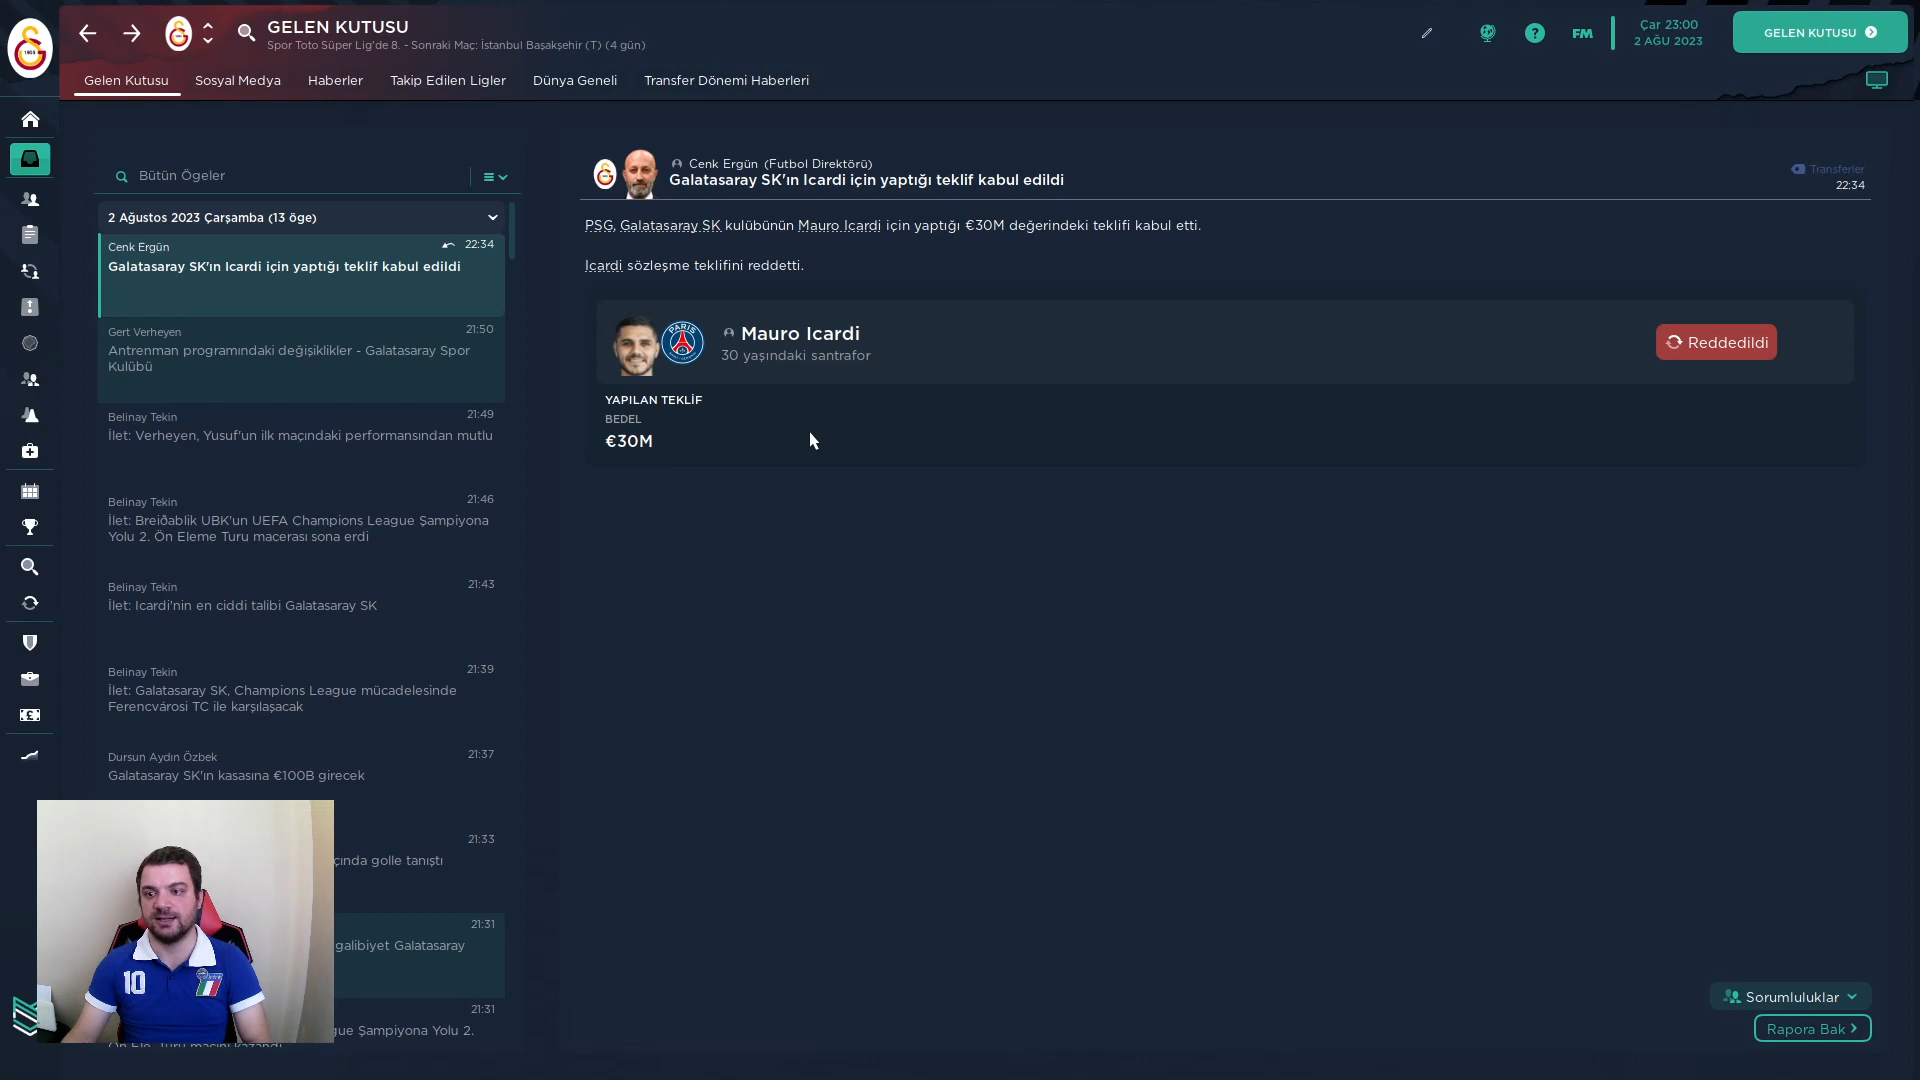 GELEN KUTUSU
Spor Toto Süper Lig'de 8. - Sonraki Maç: İstanbul Başakşehir (T) (4 gün)
FM
Çar 23:00
2 AĞU 2023
GELEN KUTUSU
Gelen Kutusu
Sosyal Medya
Haberler
Takip Edilen Ligler
Dünya Geneli
Transfer Dönemi Haberleri
Bütün Ögeler
2 Ağustos 2023 Çarşamba (13 öge)
Cenk Ergün
22:34
Galatasaray SK'ın Icardi için yaptığı teklif kabul edildi
Gert Verheyen
21:50
Antrenman programındaki değişiklikler - Galatasaray Spor
Kulübü
Belinay Tekin
21:49
İlet: Verheyen, Yusuf'un ilk maçındaki performansından mutlu
Belinay Tekin
21:46
İlet: Breiðablik UBK'un UEFA Champions League Şampiyona
Yolu 2. Ön Eleme Turu macerası sona erdi
Belinay Tekin
21:43
İlet: Icardi'nin en ciddi talibi Galatasaray SK
Belinay Tekin
21:39
İlet: Galatasaray SK, Champions League mücadelesinde
Ferencvárosi TC ile karşılaşacak
Dursun Aydın Özbek
21:37
Galatasaray SK'ın kasasına €100B girecek
21:33
golle tanıştı
21:31
galibiyet Galatasaray
21:31
Şampiyona Yolu 2.
Cenk Ergün (Futbol Direktörü)
Galatasaray SK'ın Icardi için yaptığı teklif kabul edildi
Transferler
22:34
PSG, Galatasaray SK kulübünün Mauro Icardi için yaptığı €30M değerindeki teklifi kabul etti.
Icardi sözleşme teklifini reddetti.
PARIS
Mauro Icardi
30 yaşındaki santrafor
Reddedildi
YAPILAN TEKLİF
BEDEL
€30M
10
Sorumluluklar
Rapora Bak